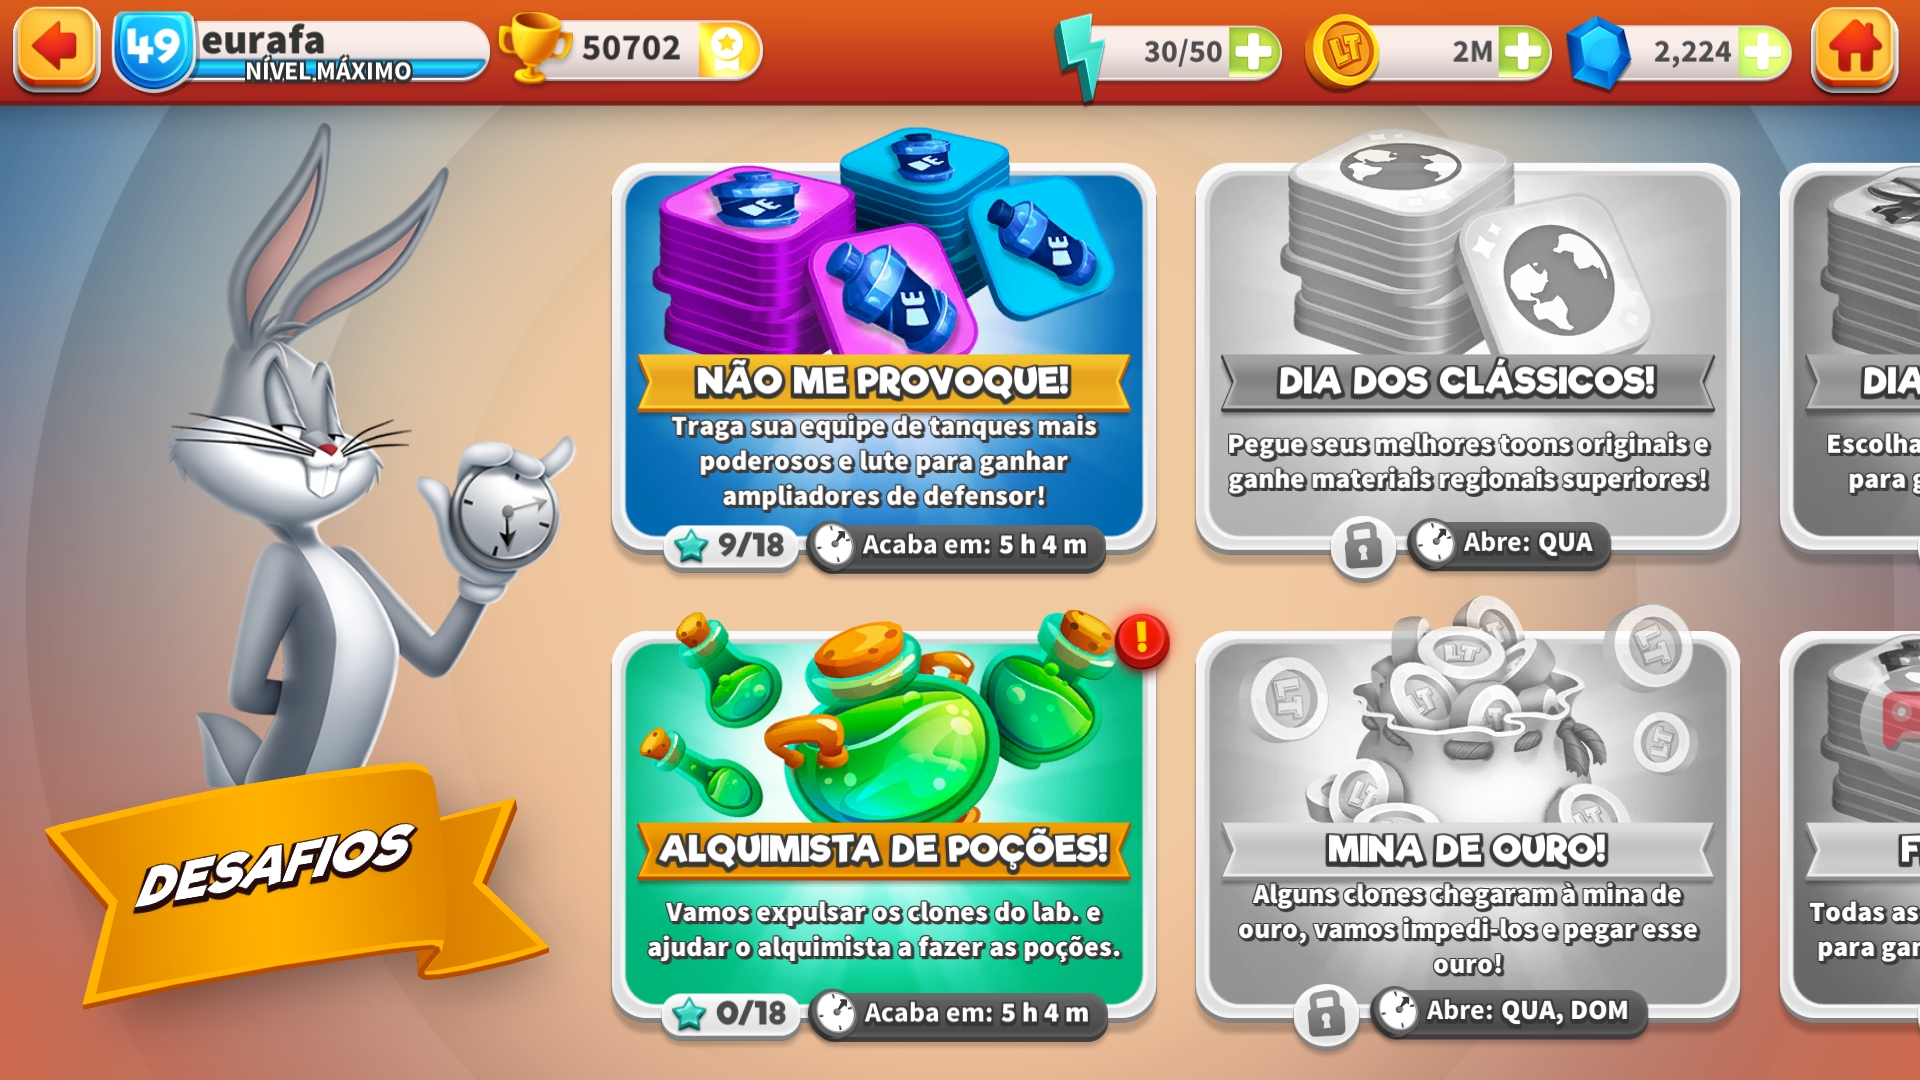 49
eurafa
NÍVEL MÁXIMO
50702
30/50
2M
2,224
NÃO ME PROVOQUE!
Traga sua equipe de tanques mais
poderosos e lute para ganhar
ampliadores de defensor!
9/18
Acaba em: 5 h 4 m
DIA DOS CLÁSSICOS!
Pegue seus melhores toons originais e
ganhe materiais regionais superiores!
Abre: QUA
DIA
Escolha
para g
DESAFIOS
ALQUIMISTA DE POÇÕES!
Vamos expulsar os clones do lab. e
ajudar o alquimista a fazer as poções.
0/18
Acaba em: 5 h 4 m
MINA DE OURO!
Alguns clones chegaram à mina de
ouro, vamos impedi-los e pegar esse
ouro!
Abre: QUA, DOM
F
Todas as
para gan